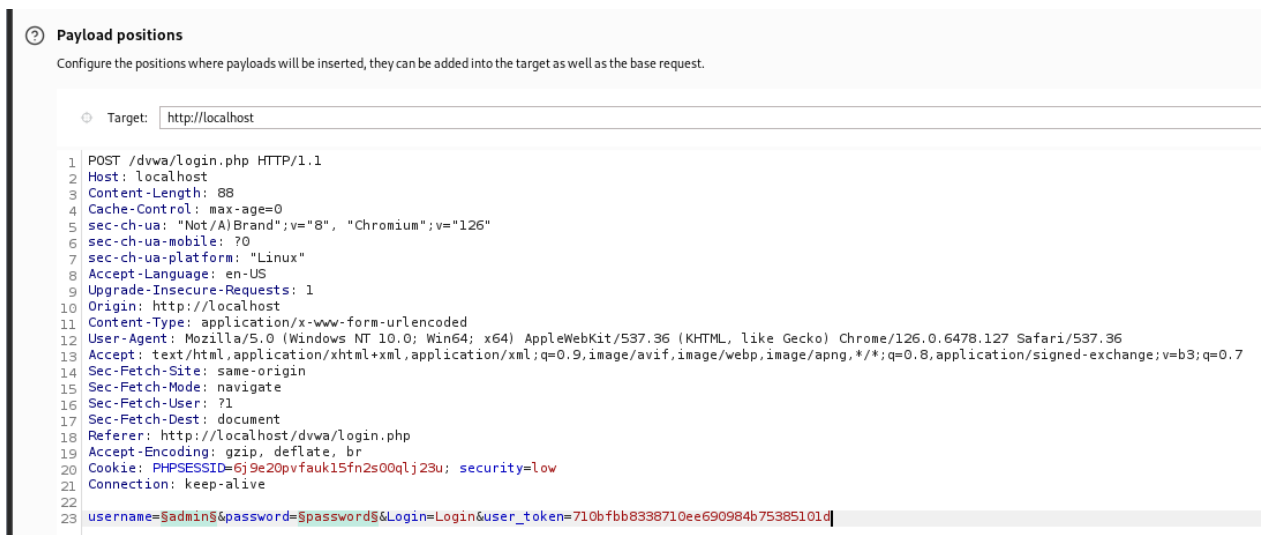 Payload positions
Configure the positions where payloads will be inserted, they can be added into the target as well as the base request.
Target: http://localhost
1 POST /dvwa/login.php HTTP/1.1
2 Host: localhost
3 Content-Length: 88
4 Cache-Control: max-age=0
5 sec-ch-ua: "Not/A)Brand";v="8", "Chromium";v="126"
6 sec-ch-ua-mobile: ?0
7 sec-ch-ua-platform: "Linux"
8 Accept-Language: en-US
9 Upgrade-Insecure-Requests: 1
10 Origin: http://localhost
11 Content-Type: application/x-www-form-urlencoded
12 User-Agent: Mozilla/5.0 (Windows NT 10.0; Win64; x64) AppleWebKit/537.36 (KHTML, like Gecko) Chrome/126.0.6478.127 Safari/537.36
13 Accept: text/html,application/xhtml+xml,application/xml;q=0.9,image/avif,image/webp,image/apng,*/*;q=0.8,application/signed-exchange;v=b3;q=0.7
14 Sec-Fetch-Site: same-origin
15 Sec-Fetch-Mode: navigate
16 Sec-Fetch-User: ?1
17 Sec-Fetch-Dest: document
18 Referer: http://localhost/dvwa/login.php
19 Accept-Encoding: gzip, deflate, br
20 Cookie: PHPSESSID=6j9e20pvfauk15fn2s00qlj23u; security=low
21 Connection: keep-alive
22
23 username=§admin§&password=§password§&Login=Login&user_token=710bfbb8338710ee690984b75385101d